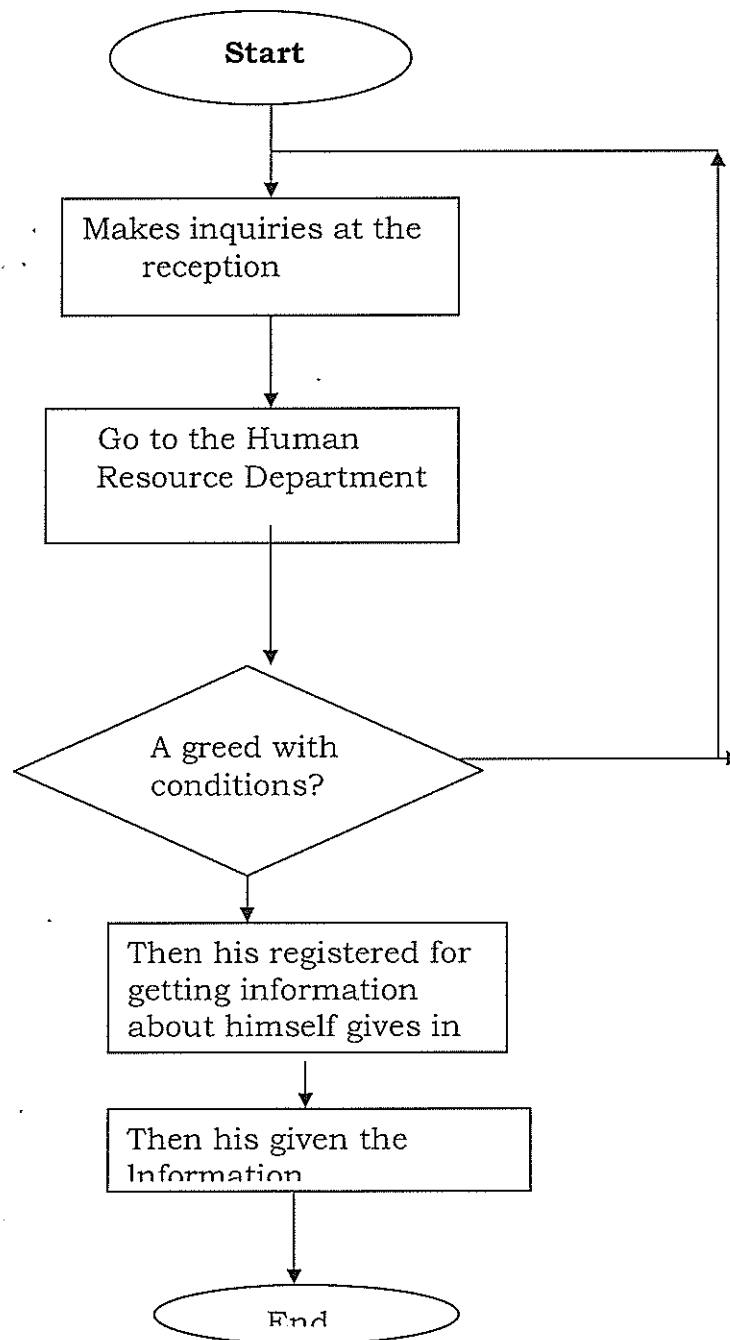 Start
Makes inquiries at the
reception
Go to the Human
Resource Department
A greed with
conditions?
Then his registered for
getting information
about himself gives in
Then his given the
Information
End